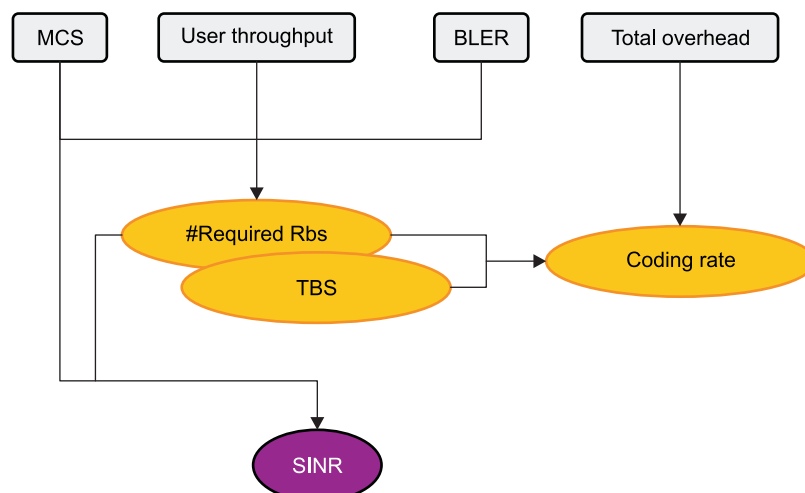 MCS
User throughput
BLER
Total overhead
#Required Rbs
TBS
Coding rate
SINR